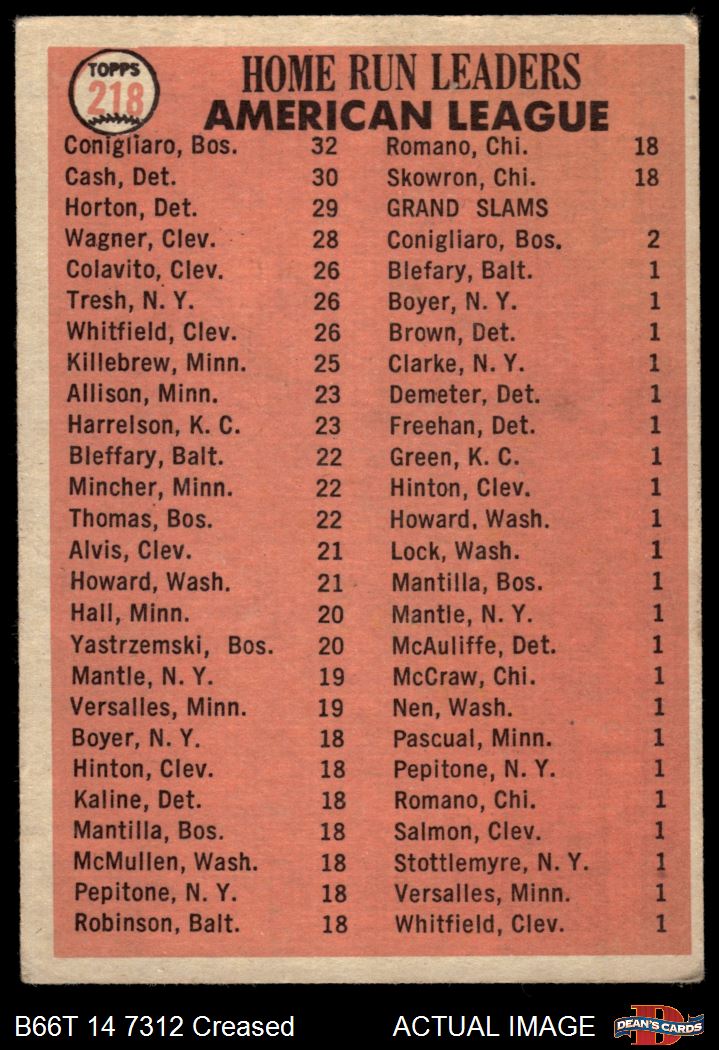 TOPPS
218
HOME RUN LEADERS
AMERICAN LEAGUE
Conigliaro, Bos. 32
Cash, Det. 30
Horton, Det. 29
Wagner, Clev. 28
Colavito, Clev. 26
Tresh, N. Y. 26
Whitfield, Clev. 26
Killebrew, Minn. 25
Allison, Minn. 23
Harrelson, K. C. 23
Bleffary, Balt. 22
Mincher, Minn. 22
Thomas, Bos. 22
Alvis, Clev. 21
Howard, Wash. 21
Hall, Minn. 20
Yastrzemski, Bos. 20
Mantle, N. Y. 19
Versalles, Minn. 19
Boyer, N. Y. 18
Hinton, Clev. 18
Kaline, Det. 18
Mantilla, Bos. 18
McMullen, Wash. 18
Pepitone, N. Y. 18
Robinson, Balt. 18
Romano, Chi. 18
Skowron, Chi. 18
GRAND SLAMS
Conigliaro, Bos. 2
Blefary, Balt. 1
Boyer, N. Y. 1
Brown, Det. 1
Clarke, N. Y. 1
Demeter, Det. 1
Freehan, Det. 1
Green, K. C. 1
Hinton, Clev. 1
Howard, Wash. 1
Lock, Wash. 1
Mantilla, Bos. 1
Mantle, N. Y. 1
McAuliffe, Det. 1
McCraw, Chi. 1
Nen, Wash. 1
Pascual, Minn. 1
Pepitone, N. Y. 1
Romano, Chi. 1
Salmon, Clev. 1
Stottlemyre, N. Y. 1
Versalles, Minn. 1
Whitfield, Clev. 1
B66T 14 7312 Creased
ACTUAL IMAGE
D
DEAN'S CARDS